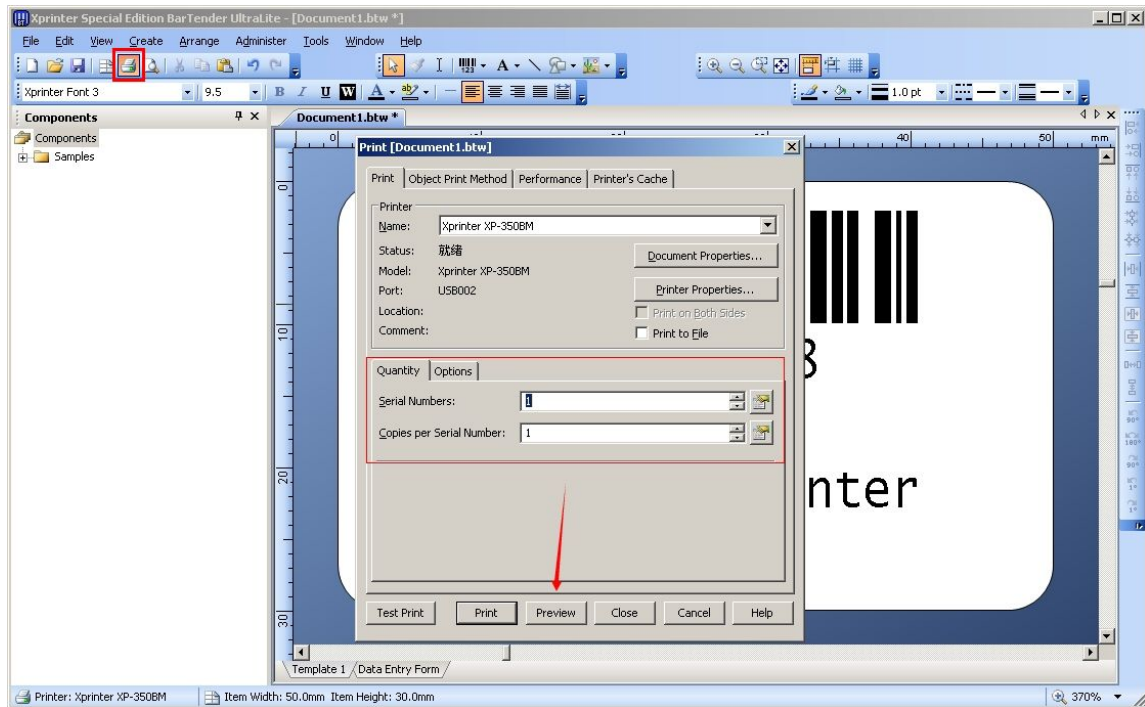 Xprinter Special Edition BarTender UltraLite - [Document1.btw *]
File Edit View Create Arrange Administer Tools Window Help
Xprinter Font 3 9.5 B I U W A ab 1.0 pt
Components
Document1.btw *
Components
Samples
0 40 50 mm
Print [Document1.btw]
Print Object Print Method Performance Printer's Cache
Printer
Name: Xprinter XP-350BM
Status: 就绪
Document Properties...
Model: Xprinter XP-350BM
Port: USB002
Printer Properties...
Location:
Print on Both Sides
Comment:
Print to File
0
10
20
30
8
Quantity Options
Serial Numbers: 1
Copies per Serial Number: 1
nter
Test Print Print Preview Close Cancel Help
Template 1 Data Entry Form
Printer: Xprinter XP-350BM Item Width: 50.0mm Item Height: 30.0mm 370%